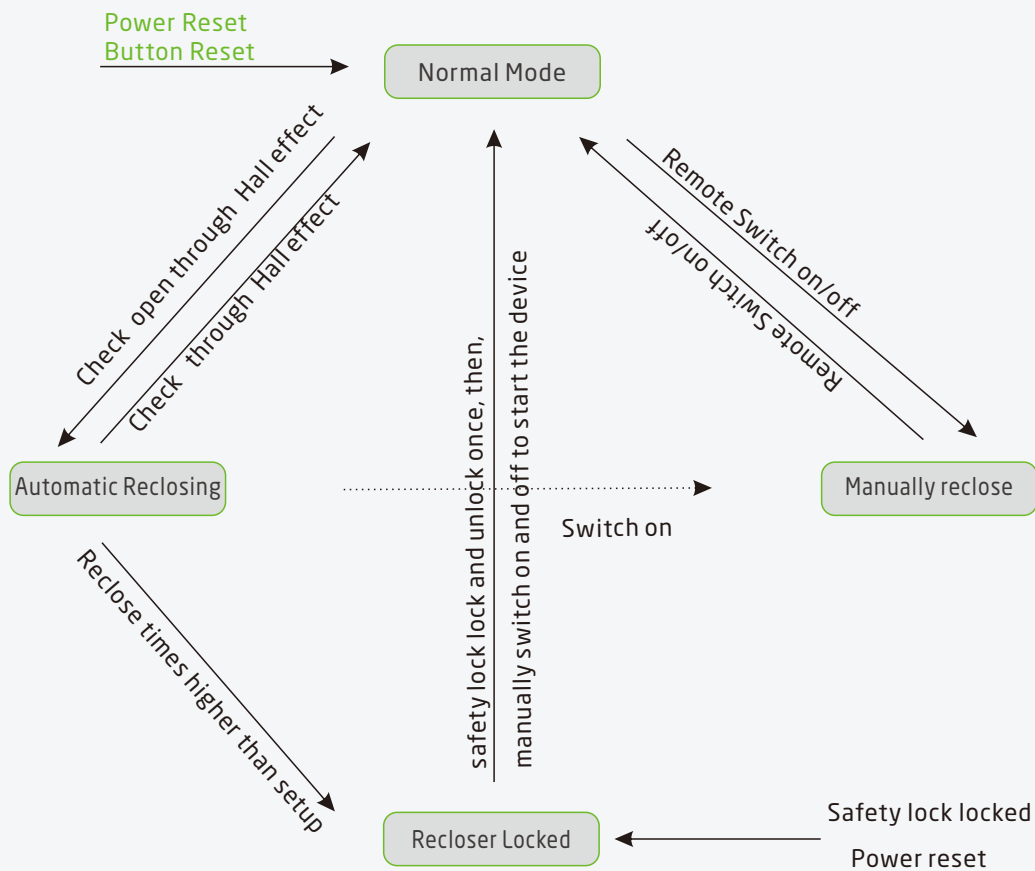 Power Reset
Button Reset
Normal Mode
Check open through Hall effect
Check through Hall effect
Remote Switch on/off
Remote Switch on/off
safety lock lock and unlock once, then,
manually switch on and off to start the device
Automatic Reclosing
Manually reclose
Switch on
Reclose times higher than setup
Recloser Locked
Safety lock locked
Power reset